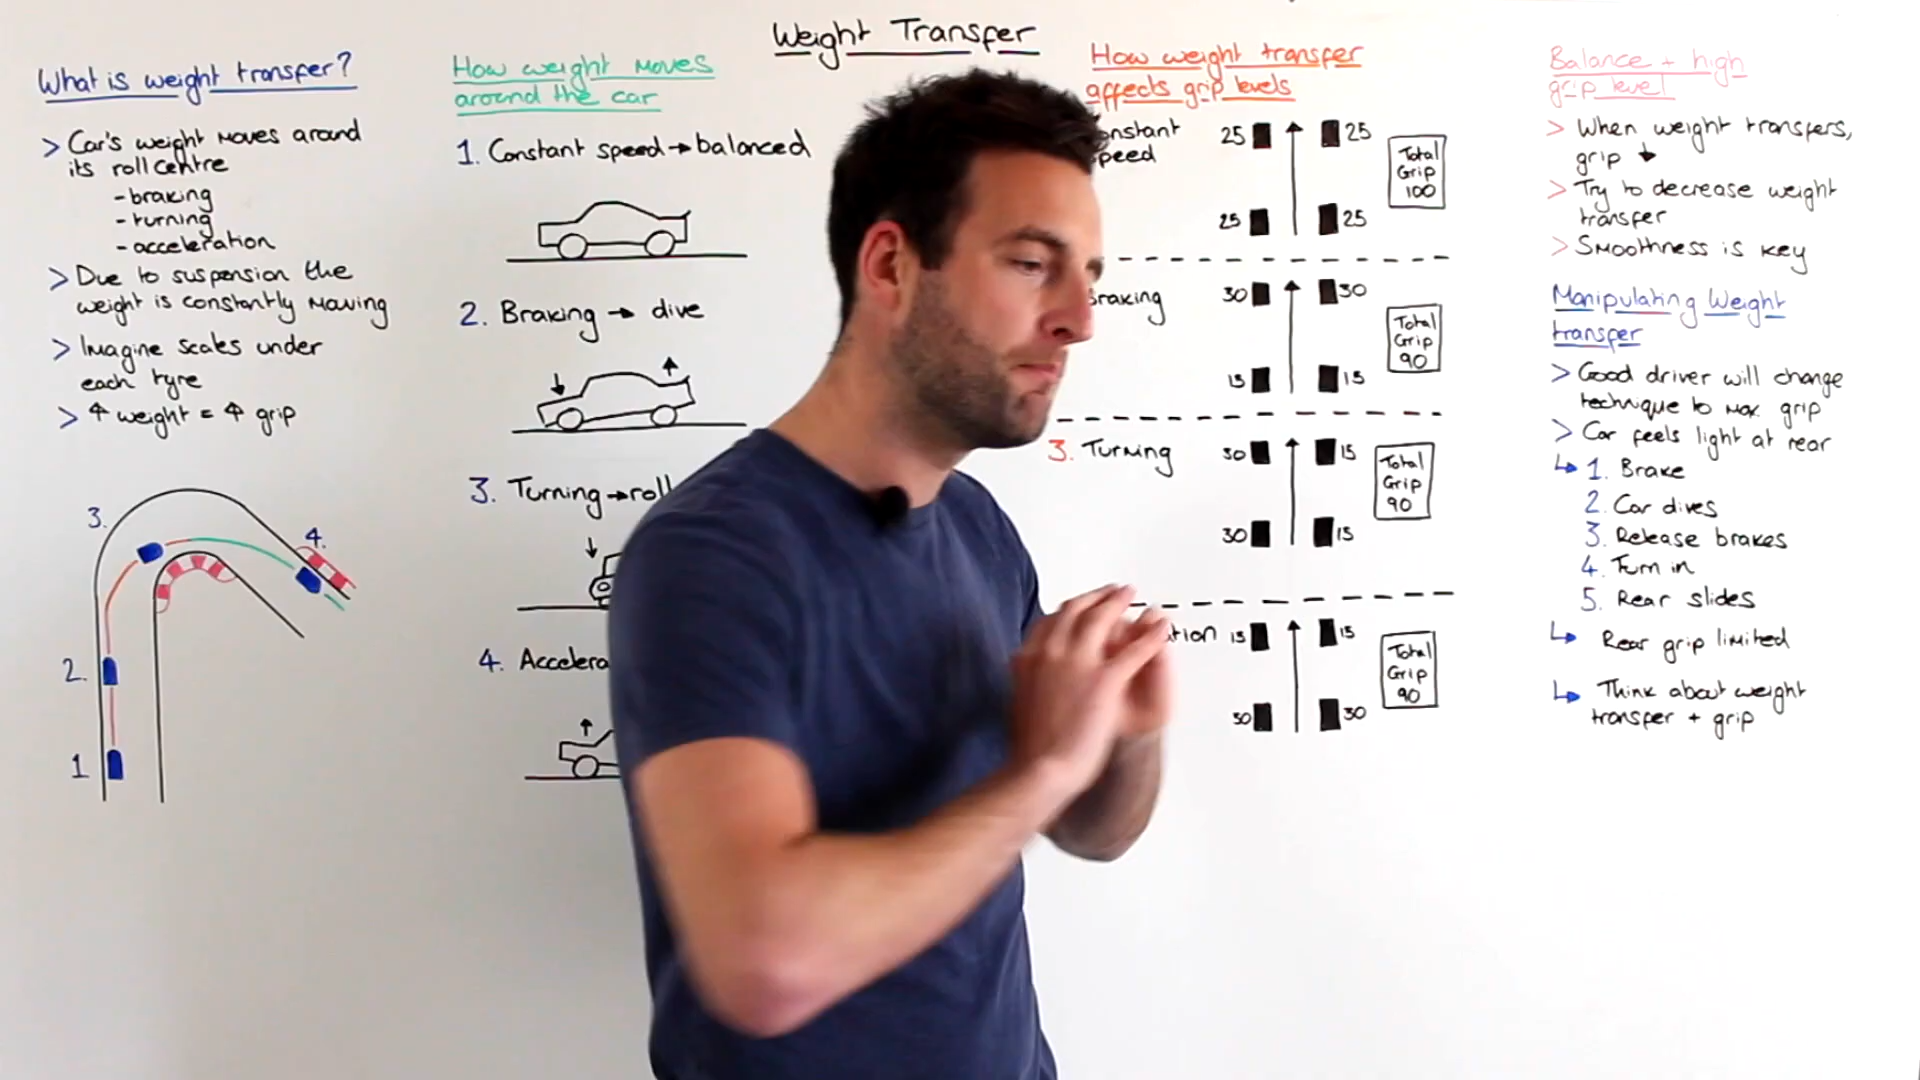 Weight Transfer
What is weight transfer?
> Car's weight moves around
its roll centre
- braking
- turning
- acceleration
> Due to suspension the
weight is constantly moving
> Imagine scales under
each tyre
> ↑ weight = ↑ grip
3.
4.
2.
1
How weight moves
around the car
1. Constant speed → balanced
2. Braking → dive
3. Turning → roll
4. Accelera
How weight transfer
affects grip levels
onstant
peed
25 25
25 25
Total
Grip
100
Braking
30 30
15 15
Total
Grip
90
3. Turning
30 15
30 15
Total
Grip
90
ation
15 15
30 30
Total
Grip
90
Balance + high
grip level
> When weight transfers,
grip ↓
> Try to decrease weight
transfer
> Smoothness is key
Manipulating Weight
transfer
> Good driver will change
technique to max. grip
> Car feels light at rear
↳ 1. Brake
2. Car dives
3. Release brakes
4. Turn in
5. Rear slides
↳ Rear grip limited
↳ Think about weight
transfer + grip